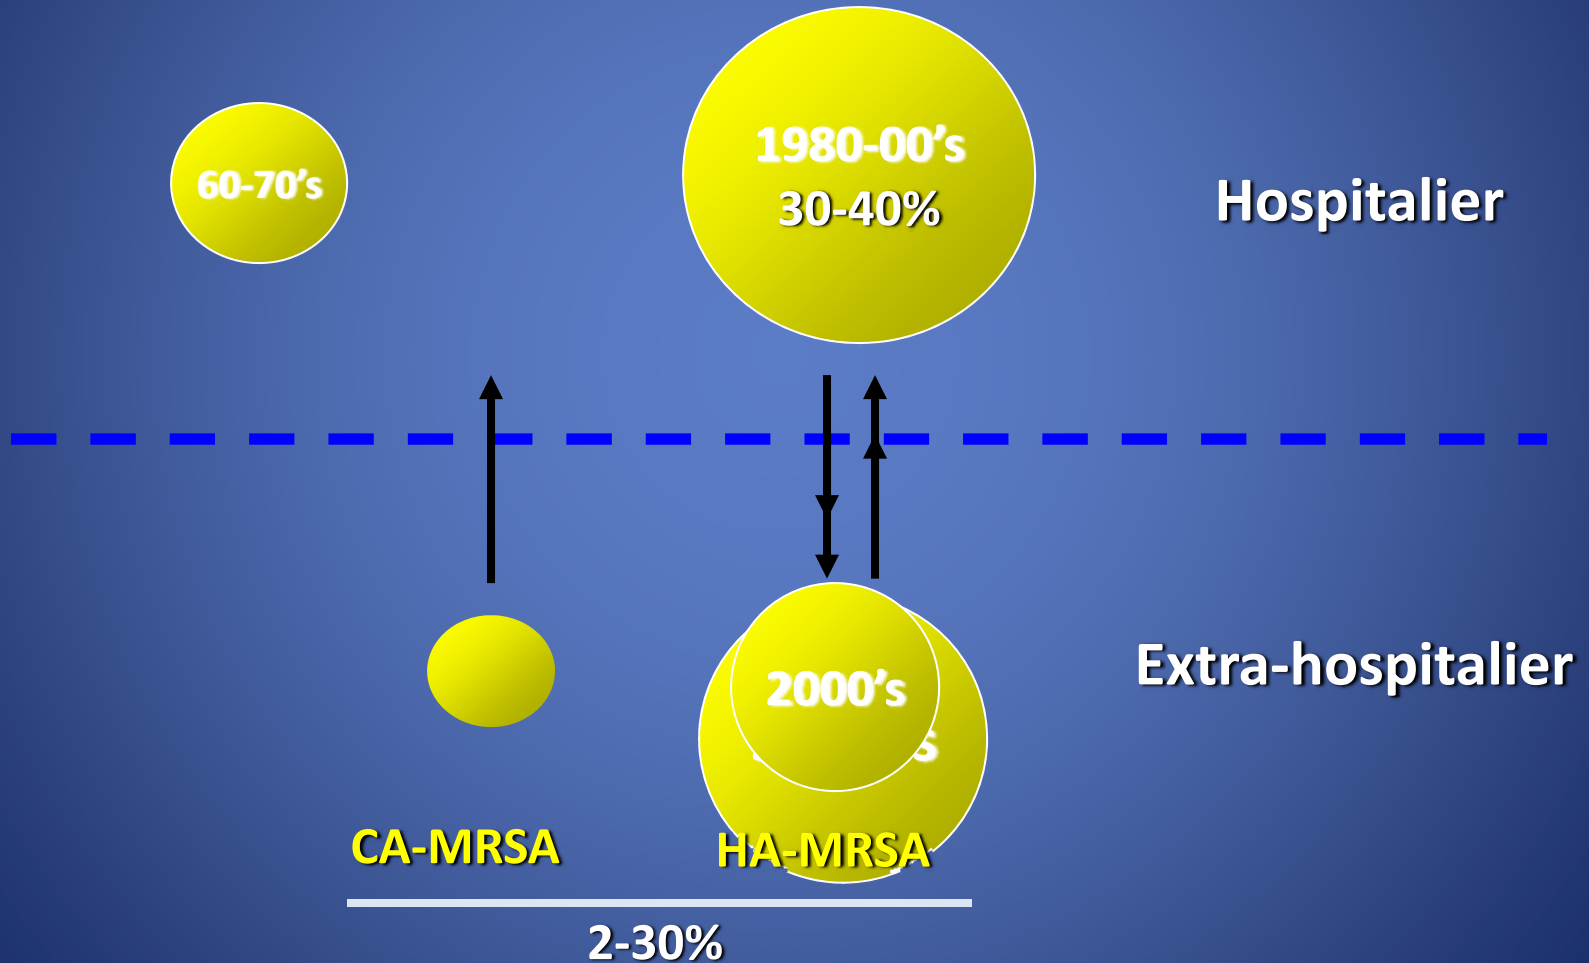 60-70's
1980-00's
30-40%
Hospitalier
2000's
Extra-hospitalier
CA-MRSA
HA-MRSA
2-30%